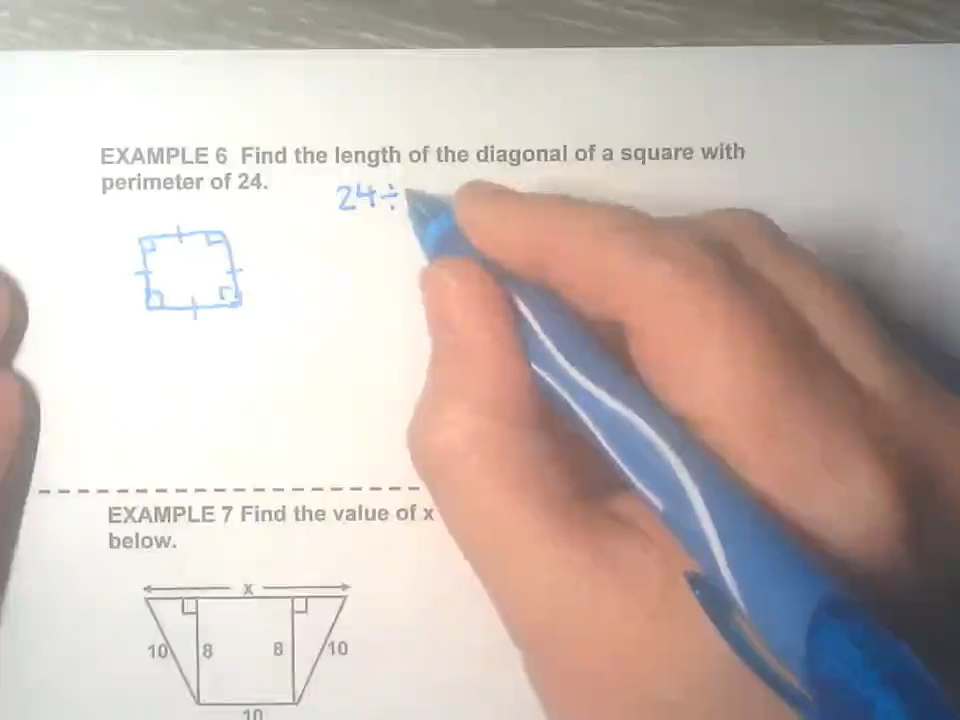 EXAMPLE 6 Find the length of the diagonal of a square with
perimeter of 24.
24÷
EXAMPLE 7 Find the value of x
below.
x
10 8 8 10
10